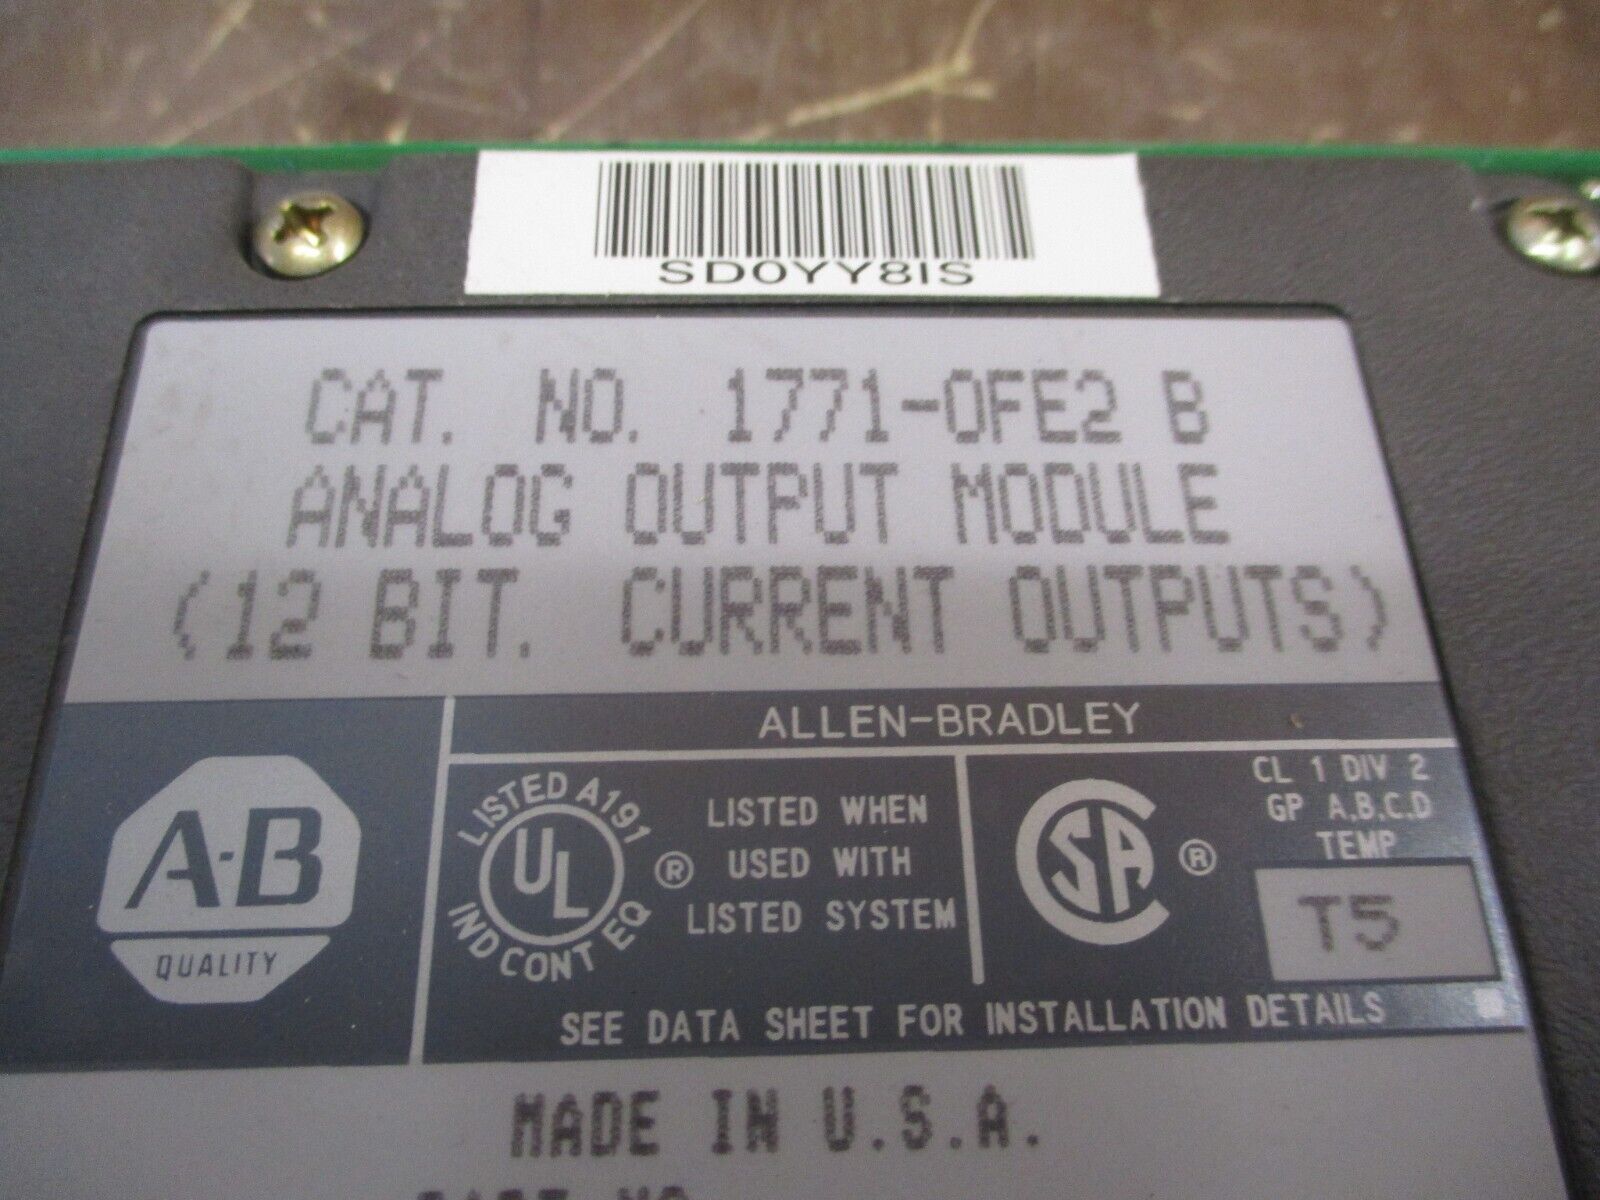 SD0YY8IS
CAT. NO. 1771-OFE2 B
ANALOG OUTPUT MODULE
(12 BIT. CURRENT OUTPUTS)
ALLEN-BRADLEY
A-B
QUALITY
LISTED A191
UL
IND CONT EQ
®
LISTED WHEN
USED WITH
LISTED SYSTEM
CSA
®
CL 1 DIV 2
GP A,B,C,D
TEMP
T5
SEE DATA SHEET FOR INSTALLATION DETAILS
MADE IN U.S.A.